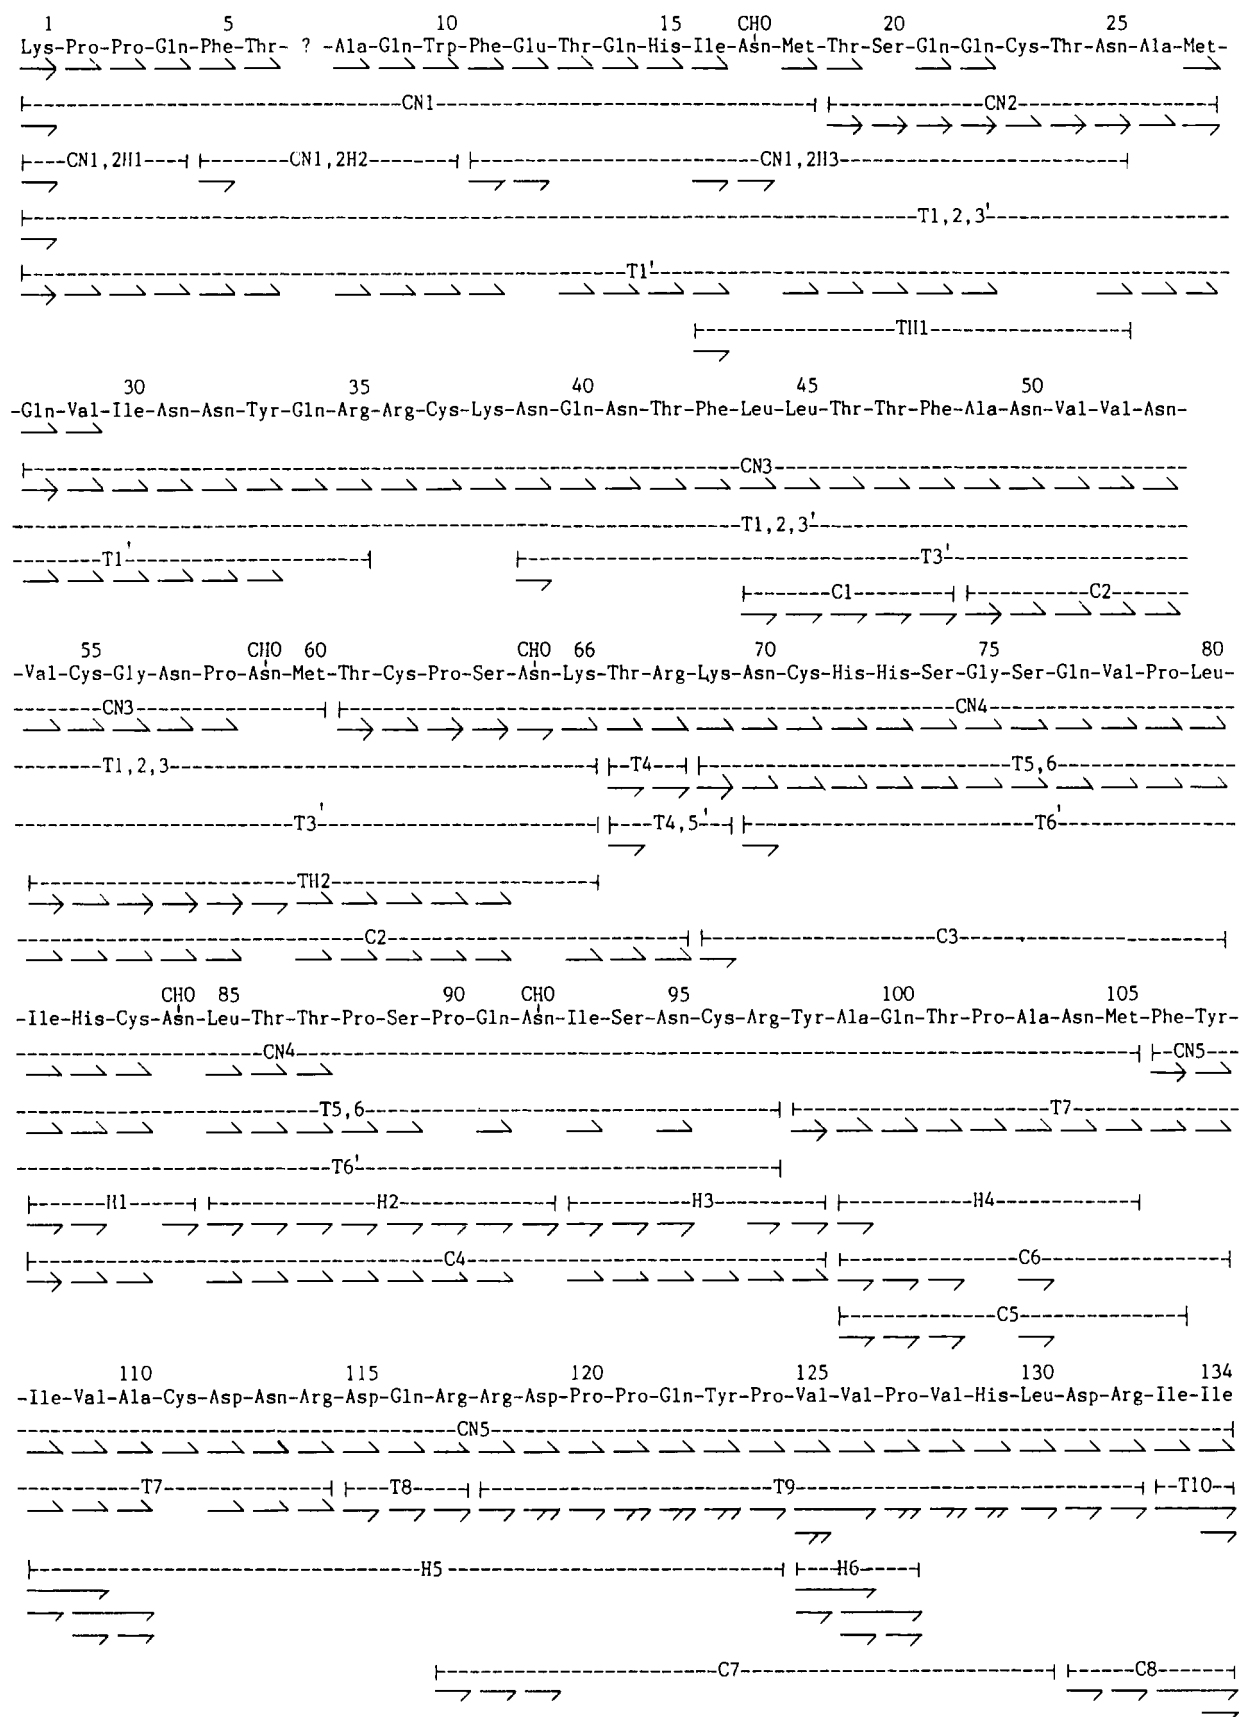 1 5 10 15 CHO 20 25
Lys-Pro-Pro-Gln-Phe-Thr- ? -Ala-Gln-Trp-Phe-Glu-Thr-Gln-His-Ile-Asn-Met-Thr-Ser-Gln-Gln-Cys-Thr-Asn-Ala-Met-
CN1 CN2
CN1,2H1 CN1,2H2 CN1,2H3
T1,2,3'
T1'
TH1
30 35 40 45 50
-Gln-Val-Ile-Asn-Asn-Tyr-Gln-Arg-Arg-Cys-Lys-Asn-Gln-Asn-Thr-Phe-Leu-Leu-Thr-Thr-Phe-Ala-Asn-Val-Val-Asn-
CN3
T1,2,3'
T1' T3'
C1 C2
55 CHO 60 CHO 66 70 75 80
-Val-Cys-Gly-Asn-Pro-Asn-Met-Thr-Cys-Pro-Ser-Asn-Lys-Thr-Arg-Lys-Asn-Cys-His-His-Ser-Gly-Ser-Gln-Val-Pro-Leu-
CN3 CN4
T1,2,3 T4 T5,6
T3' T4,5' T6'
TH2
C2 C3
CHO 85 90 CHO 95 100 105
-Ile-His-Cys-Asn-Leu-Thr-Thr-Pro-Ser-Pro-Gln-Asn-Ile-Ser-Asn-Cys-Arg-Tyr-Ala-Gln-Thr-Pro-Ala-Asn-Met-Phe-Tyr-
CN4 CN5
T5,6 T7
T6'
H1 H2 H3 H4
C4 C6
C5
110 115 120 125 130 134
-Ile-Val-Ala-Cys-Asp-Asn-Arg-Asp-Gln-Arg-Arg-Asp-Pro-Pro-Gln-Tyr-Pro-Val-Val-Pro-Val-His-Leu-Asp-Arg-Ile-Ile
CN5
T7 T8 T9 T10
H5 H6
C7 C8